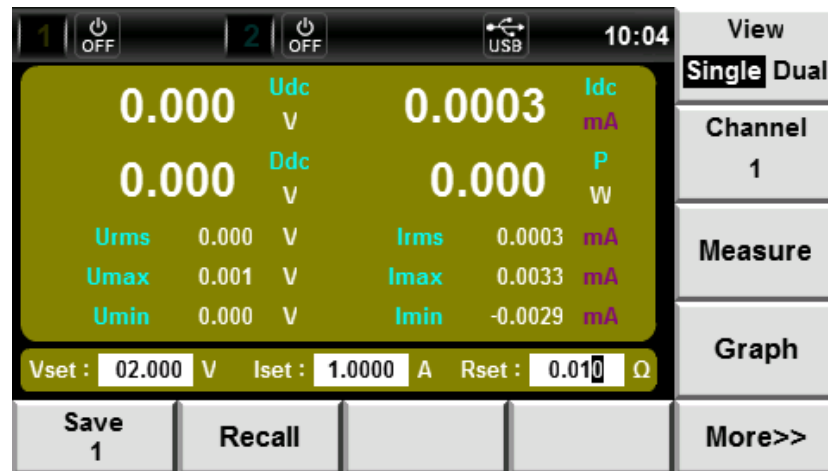 1 OFF 2 OFF USB 10:04
View
Single Dual
0.000 Udc V 0.0003 Idc mA
Channel
1
0.000 Ddc V 0.000 P W
Urms 0.000 V Irms 0.0003 mA
Measure
Umax 0.001 V Imax 0.0033 mA
Umin 0.000 V Imin -0.0029 mA
Graph
Vset : 02.000 V Iset : 1.0000 A Rset : 0.010 Ω
Save
1
Recall
More>>